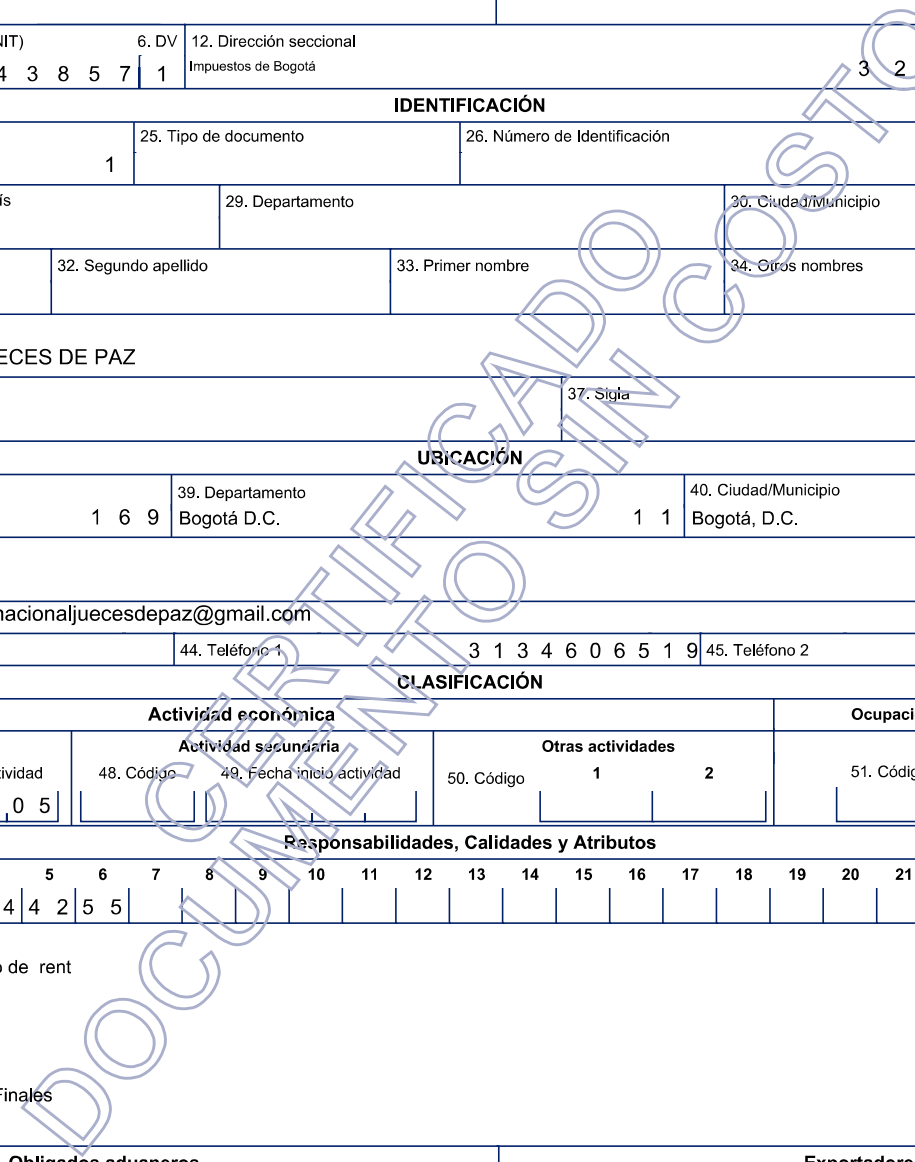 NIT) 6. DV 12. Dirección seccional
4 3 8 5 7 1 Impuestos de Bogotá 3 2
IDENTIFICACIÓN
25. Tipo de documento 26. Número de Identificación
1
ís 29. Departamento 30. Ciudad/Municipio
32. Segundo apellido 33. Primer nombre 34. Otros nombres
ECES DE PAZ
37. Sigla
UBICACIÓN
39. Departamento 40. Ciudad/Municipio
1 6 9 Bogotá D.C. 1 1 Bogotá, D.C.
nacionaljuecesdepaz@gmail.com
44. Teléfono 1 3 1 3 4 6 0 6 5 1 9 45. Teléfono 2
CLASIFICACIÓN
Actividad económica Ocupaci
Actividad secundaria Otras actividades
tividad 48. Código 49. Fecha inicio actividad 50. Código 1 2 51. Códig
0 5
Responsabilidades, Calidades y Atributos
5 6 7 8 9 10 11 12 13 14 15 16 17 18 19 20 21
4 4 2 5 5
o de rent
Finales
Obligados aduaneros Exportadore
CERTIFICADO
DOCUMENTO SIN COSTO